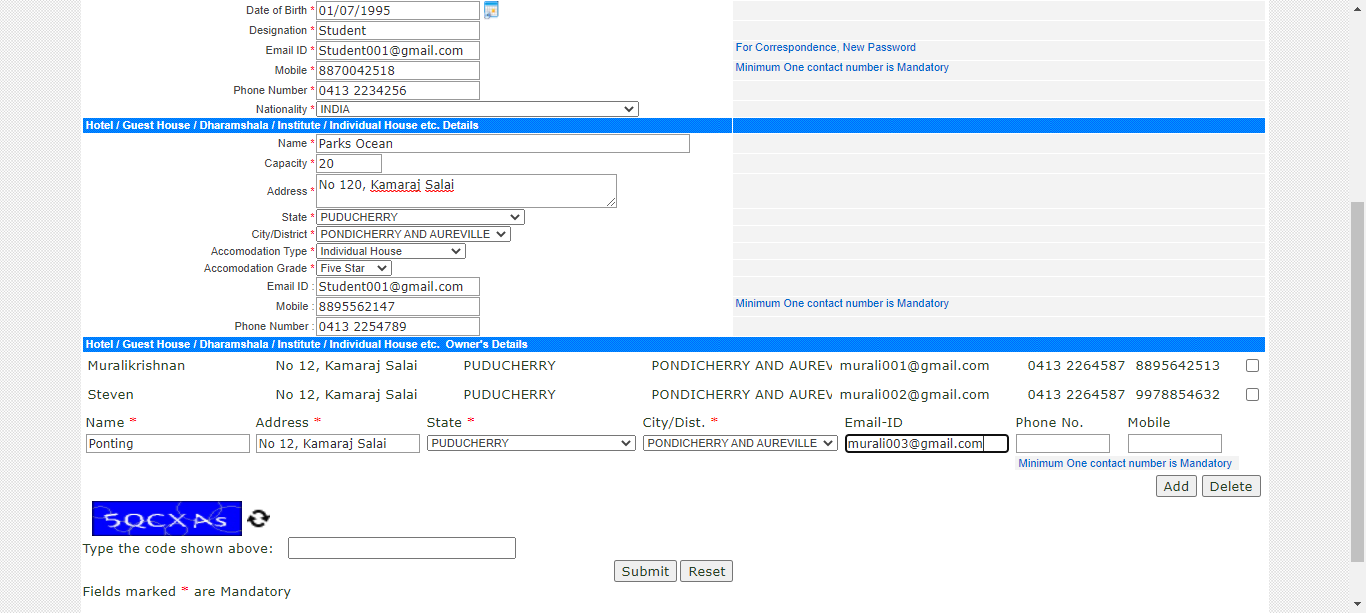 Date of Birth * 01/07/1995
Designation * Student
Email ID * Student001@gmail.com For Correspondence, New Password
Mobile * 8870042518 Minimum One contact number is Mandatory
Phone Number * 0413 2234256
Nationality * INDIA
Hotel / Guest House / Dharamshala / Institute / Individual House etc. Details
Name * Parks Ocean
Capacity * 20
Address * No 120, Kamaraj Salai
State * PUDUCHERRY
City/District * PONDICHERRY AND AUREVILLE
Accomodation Type * Individual House
Accomodation Grade * Five Star
Email ID : Student001@gmail.com
Mobile : 8895562147 Minimum One contact number is Mandatory
Phone Number : 0413 2254789
Hotel / Guest House / Dharamshala / Institute / Individual House etc. Owner's Details
Muralikrishnan No 12, Kamaraj Salai PUDUCHERRY PONDICHERRY AND AUREV murali001@gmail.com 0413 2264587 8895642513
Steven No 12, Kamaraj Salai PUDUCHERRY PONDICHERRY AND AUREV murali002@gmail.com 0413 2264587 9978854632
Name * Address * State * City/Dist. * Email-ID Phone No. Mobile
Ponting No 12, Kamaraj Salai PUDUCHERRY PONDICHERRY AND AUREVILLE murali003@gmail.com
Minimum One contact number is Mandatory
Add Delete
5QCXAs
Type the code shown above:
Submit Reset
Fields marked * are Mandatory